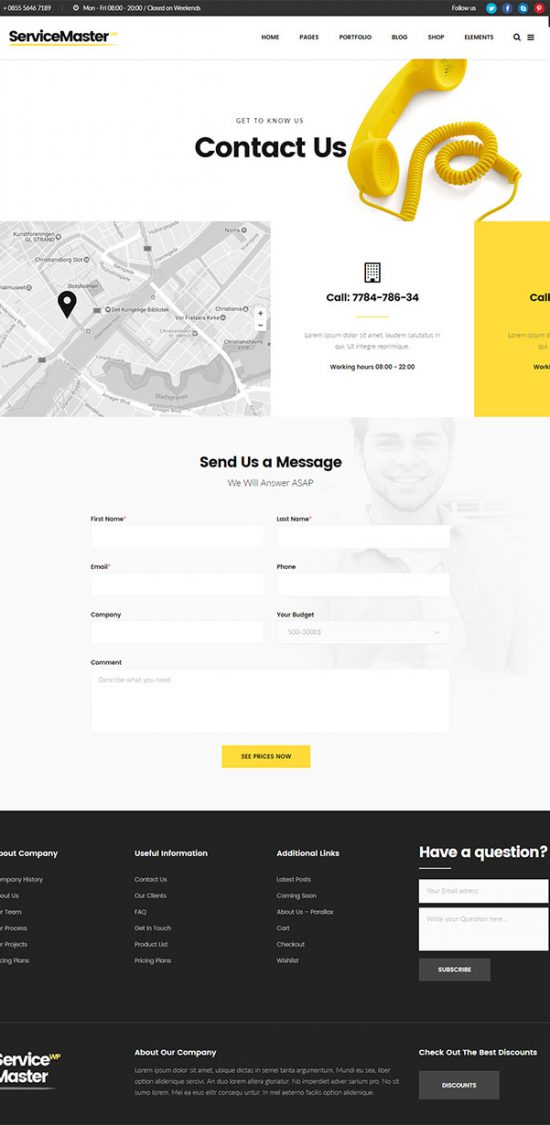 + 0855 5646 7189
Mon - Fri 08:00 - 20:00 / Closed on Weekends
Follow us
ServiceMaster WP
HOME PAGES PORTFOLIO BLOG SHOP ELEMENTS
GET TO KNOW US
Contact Us
Kunstforeningen
GL STRAND
Holbergsgade
Norna
Christiansborg Slot
Slotsholmen
Det Kongelige Bibliotek
Christiania
Vor Frelsers Kirke
Christianshavns
Vold
Stadsgraven
Amager Blvd
+
−
Call: 7784-786-34
Lorem ipsum dolor sit amet, laudem salutatus in
qui. Ut integre reprimique.
Working hours 08:00 - 22:00
Call
Lorem ip
q
Worki
Send Us a Message
We Will Answer ASAP
First Name*
Last Name*
Email*
Phone
Company
Your Budget
500-3000$
Comment
Describe what you need
SEE PRICES NOW
bout Company
ompany History
bout Us
r Team
r Process
r Projects
icing Plans
Useful Information
Contact Us
Our Clients
FAQ
Get In Touch
Product List
Pricing Plans
Additional Links
Latest Posts
Coming Soon
About Us – Parallax
Cart
Checkout
Wishlist
Have a question?
Your Email adress
Write your Question here...
SUBSCRIBE
Service WP
Master
About Our Company
Lorem ipsum dolor sit amet, ubique dictas in semei tanta argumentum. Mundi eu sea, liber
option alidenique servici. An duo lorem altera gloriatur. No imperdiet adver sarium pro. No sit
sumo lorem. Mei ea elius elitr consequ untur. In mei aeterno facilisi alidenique.
Check Out The Best Discounts
DISCOUNTS